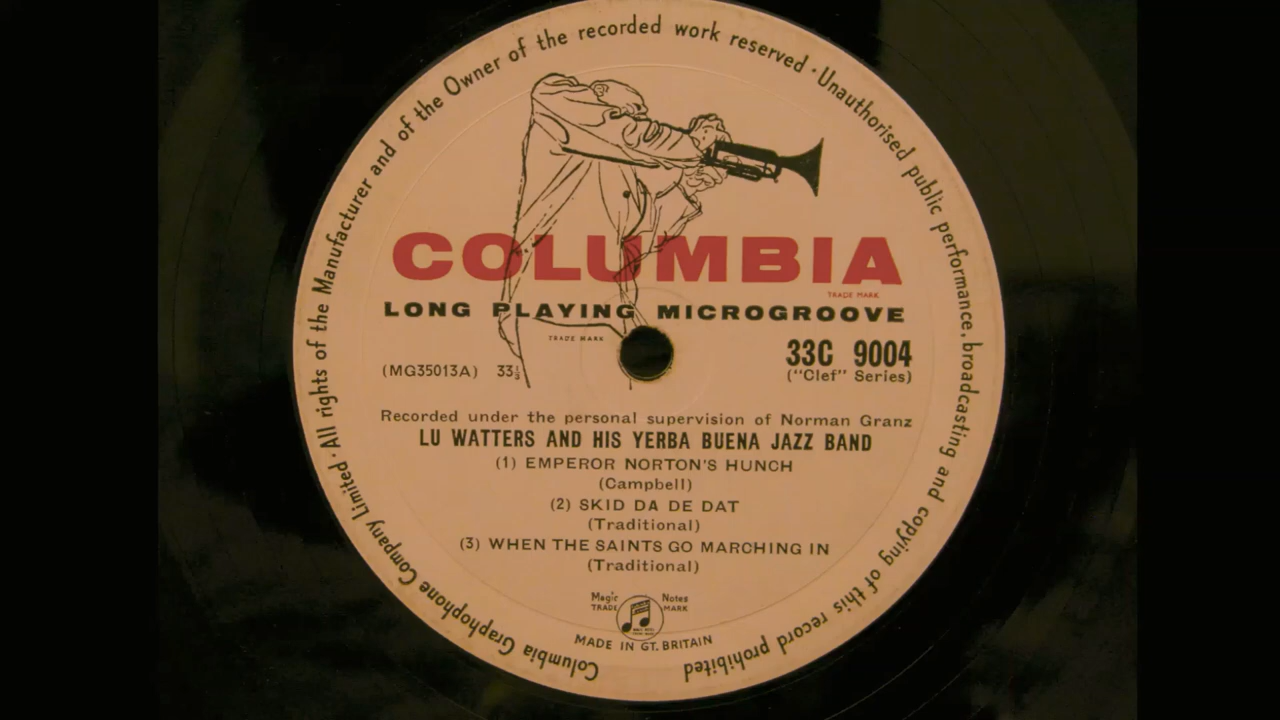 All rights of the Manufacturer and of the Owner of the recorded work reserved · Unauthorised public performance, broadcasting and copying of this record prohibited
COLUMBIA
TRADE MARK
LONG PLAYING MICROGROOVE
TRADE MARK
33C 9004
(MG35013A) 33⅓
("Clef" Series)
Recorded under the personal supervision of Norman Granz
LU WATTERS AND HIS YERBA BUENA JAZZ BAND
(1) EMPEROR NORTON'S HUNCH
(Campbell)
(2) SKID DA DE DAT
(Traditional)
(3) WHEN THE SAINTS GO MARCHING IN
(Traditional)
Magic Notes
TRADE MARK
MADE IN GT. BRITAIN
Columbia Graphophone Company Limited ·